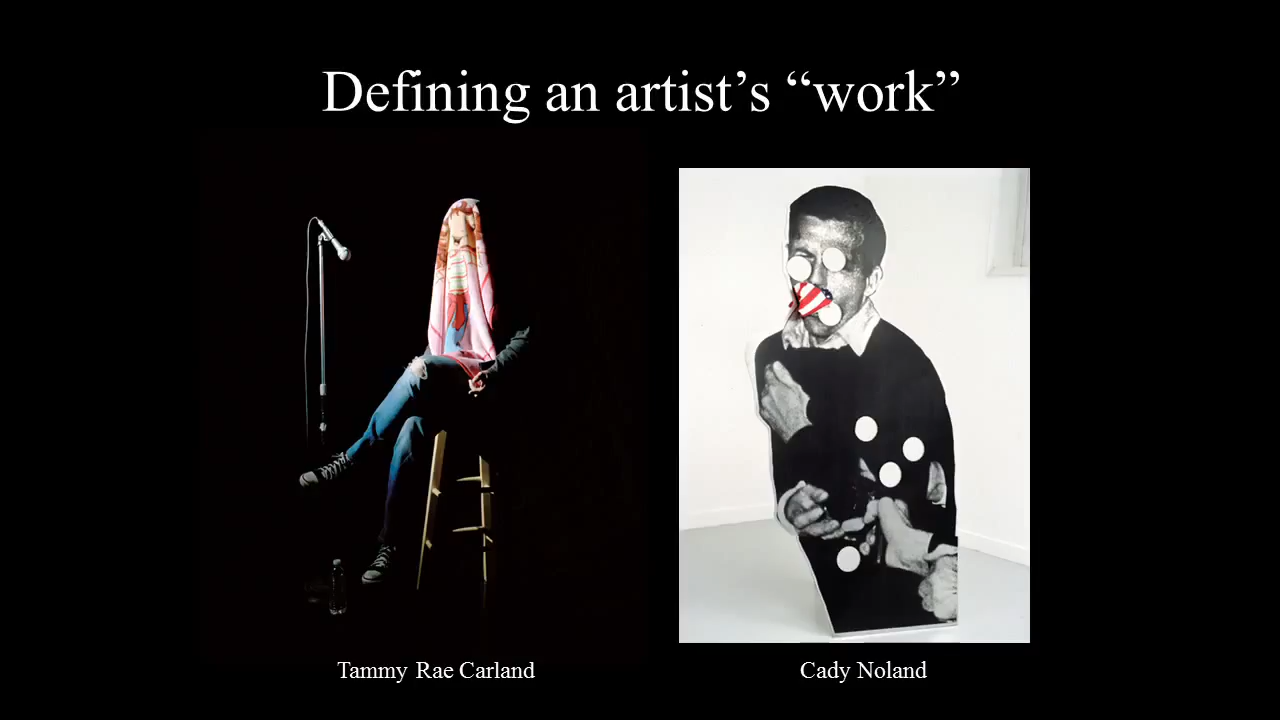 Defining an artist’s “work”
Tammy Rae Carland
Cady Noland